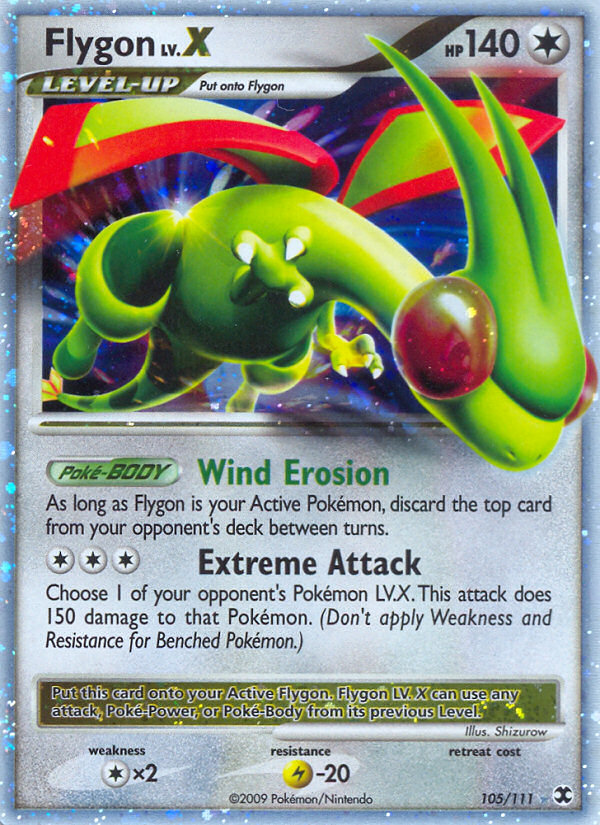 Flygon LV.X
HP 140
LEVEL-UP Put onto Flygon
Poké-BODY Wind Erosion
As long as Flygon is your Active Pokémon, discard the top card
from your opponent's deck between turns.
Extreme Attack
Choose 1 of your opponent's Pokémon LV.X. This attack does
150 damage to that Pokémon. (Don't apply Weakness and
Resistance for Benched Pokémon.)
Put this card onto your Active Flygon. Flygon LV. X can use any
attack, Poké-Power, or Poké-Body from its previous Level.
Illus. Shizurow
weakness resistance retreat cost
×2 -20
©2009 Pokémon/Nintendo 105/111